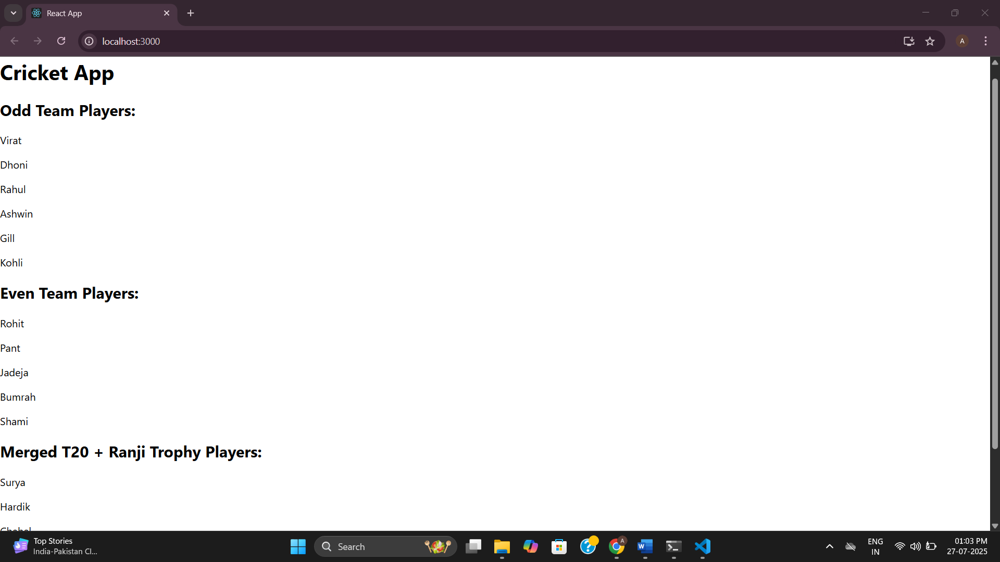 React App
localhost:3000
A
Cricket App
Odd Team Players:
Virat
Dhoni
Rahul
Ashwin
Gill
Kohli
Even Team Players:
Rohit
Pant
Jadeja
Bumrah
Shami
Merged T20 + Ranji Trophy Players:
Surya
Hardik
Chahal
Top Stories
India-Pakistan Cl...
Search
A
W
ENG
IN
01:03 PM
27-07-2025